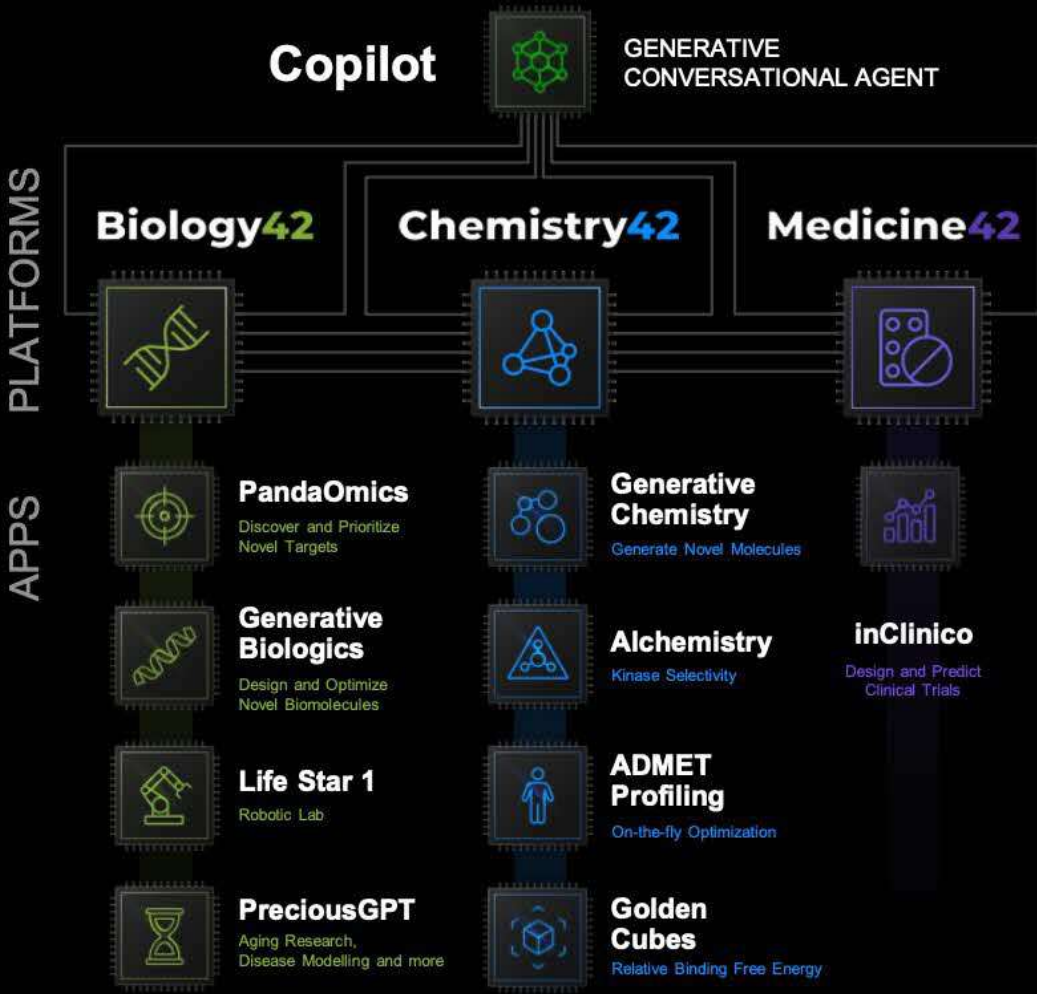 Copilot
GENERATIVE
CONVERSATIONAL AGENT
PLATFORMS
Biology42
Chemistry42
Medicine42
APPS
PandaOmics
Discover and Prioritize
Novel Targets
Generative
Biologics
Design and Optimize
Novel Biomolecules
Life Star 1
Robotic Lab
PreciousGPT
Aging Research,
Disease Modelling and more
Generative
Chemistry
Generate Novel Molecules
Alchemistry
Kinase Selectivity
ADMET
Profiling
On-the-fly Optimization
Golden
Cubes
Relative Binding Free Energy
inClinico
Design and Predict
Clinical Trials